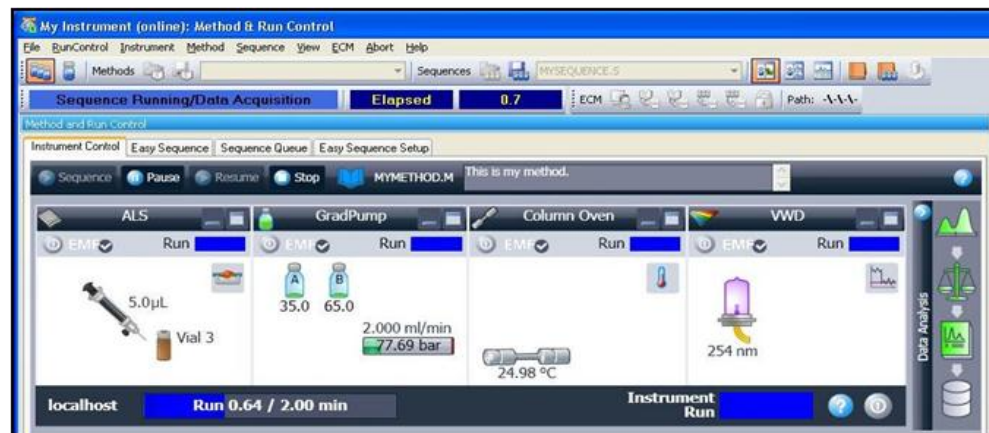 My Instrument (online): Method & Run Control
File RunControl Instrument Method Sequence View ECM Abort Help
Methods Sequences MYSEQUENCE.S
Sequence Running/Data Acquisition Elapsed 0.7 ECM Path: -\-\-\-
Method and Run Control
Instrument Control Easy Sequence Sequence Queue Easy Sequence Setup
Sequence Pause Resume Stop MYMETHOD.M This is my method.
ALS GradPump Column Oven VWD
EMF Run EMF Run EMF Run EMF Run
A B
5.0µL 35.0 65.0
Vial 3 2.000 ml/min
77.69 bar
254 nm
24.98 °C
Data Analysis
localhost Run 0.64 / 2.00 min Instrument
Run